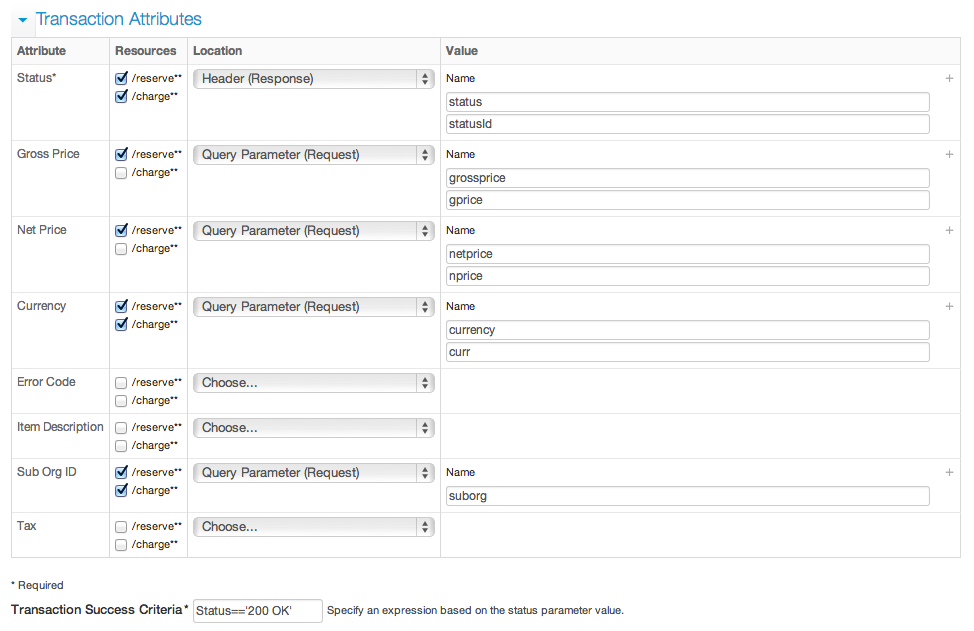 Transaction Attributes
Attribute Resources Location Value
Status* /reserve** Header (Response) Name +
/charge** status
statusId
Gross Price /reserve** Query Parameter (Request) Name +
/charge** grossprice
gprice
Net Price /reserve** Query Parameter (Request) Name +
/charge** netprice
nprice
Currency /reserve** Query Parameter (Request) Name +
/charge** currency
curr
Error Code /reserve** Choose...
/charge**
Item Description /reserve** Choose...
/charge**
Sub Org ID /reserve** Query Parameter (Request) Name +
/charge** suborg
Tax /reserve** Choose...
/charge**
* Required
Transaction Success Criteria* Status=='200 OK' Specify an expression based on the status parameter value.